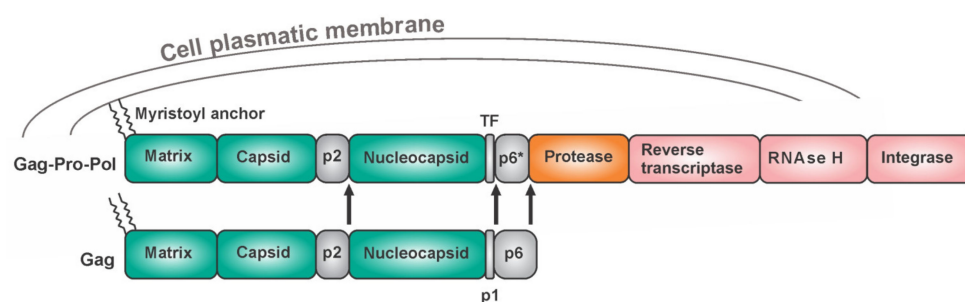 Cell plasmatic membrane
Myristoyl anchor
TF
Gag-Pro-Pol Matrix Capsid p2 Nucleocapsid p6* Protease Reverse transcriptase RNAse H Integrase
Gag Matrix Capsid p2 Nucleocapsid p6
p1